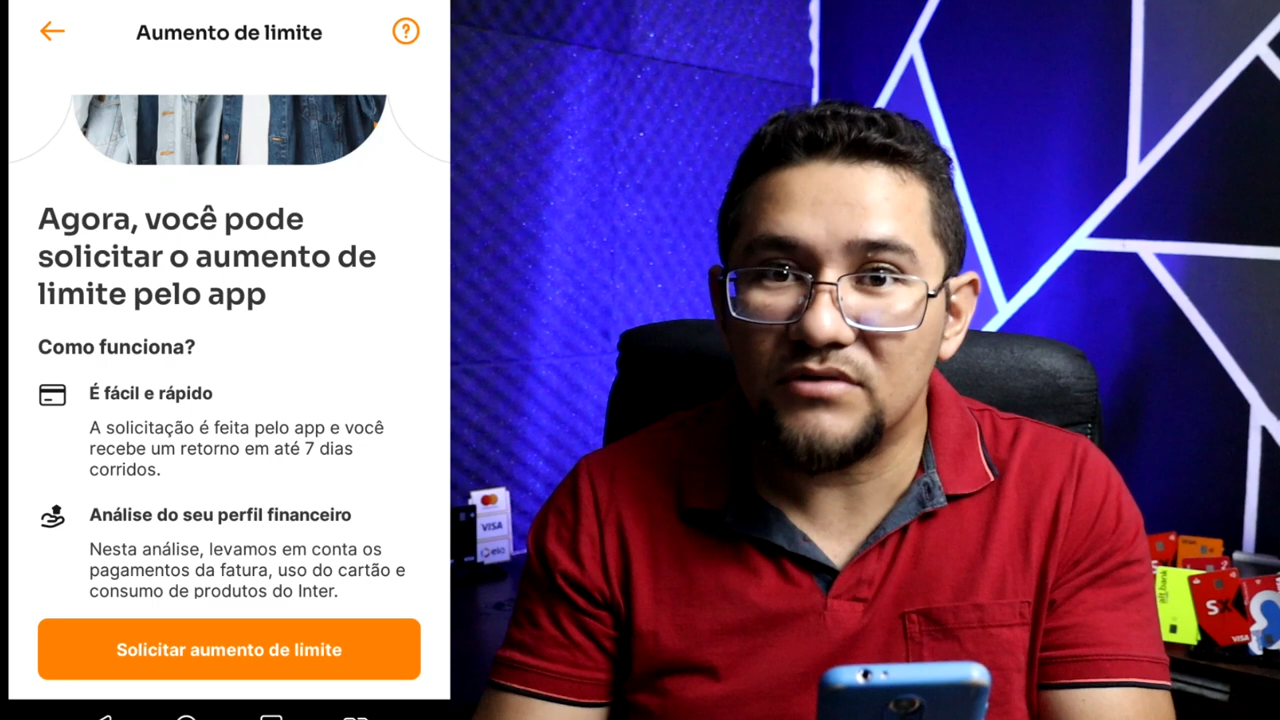 Aumento de limite
Agora, você pode
solicitar o aumento de
limite pelo app
Como funciona?
É fácil e rápido
A solicitação é feita pelo app e você
recebe um retorno em até 7 dias
corridos.
Análise do seu perfil financeiro
Nesta análise, levamos em conta os
pagamentos da fatura, uso do cartão e
consumo de produtos do Inter.
Solicitar aumento de limite
VISA
elo
alt.bank
SX
VISA